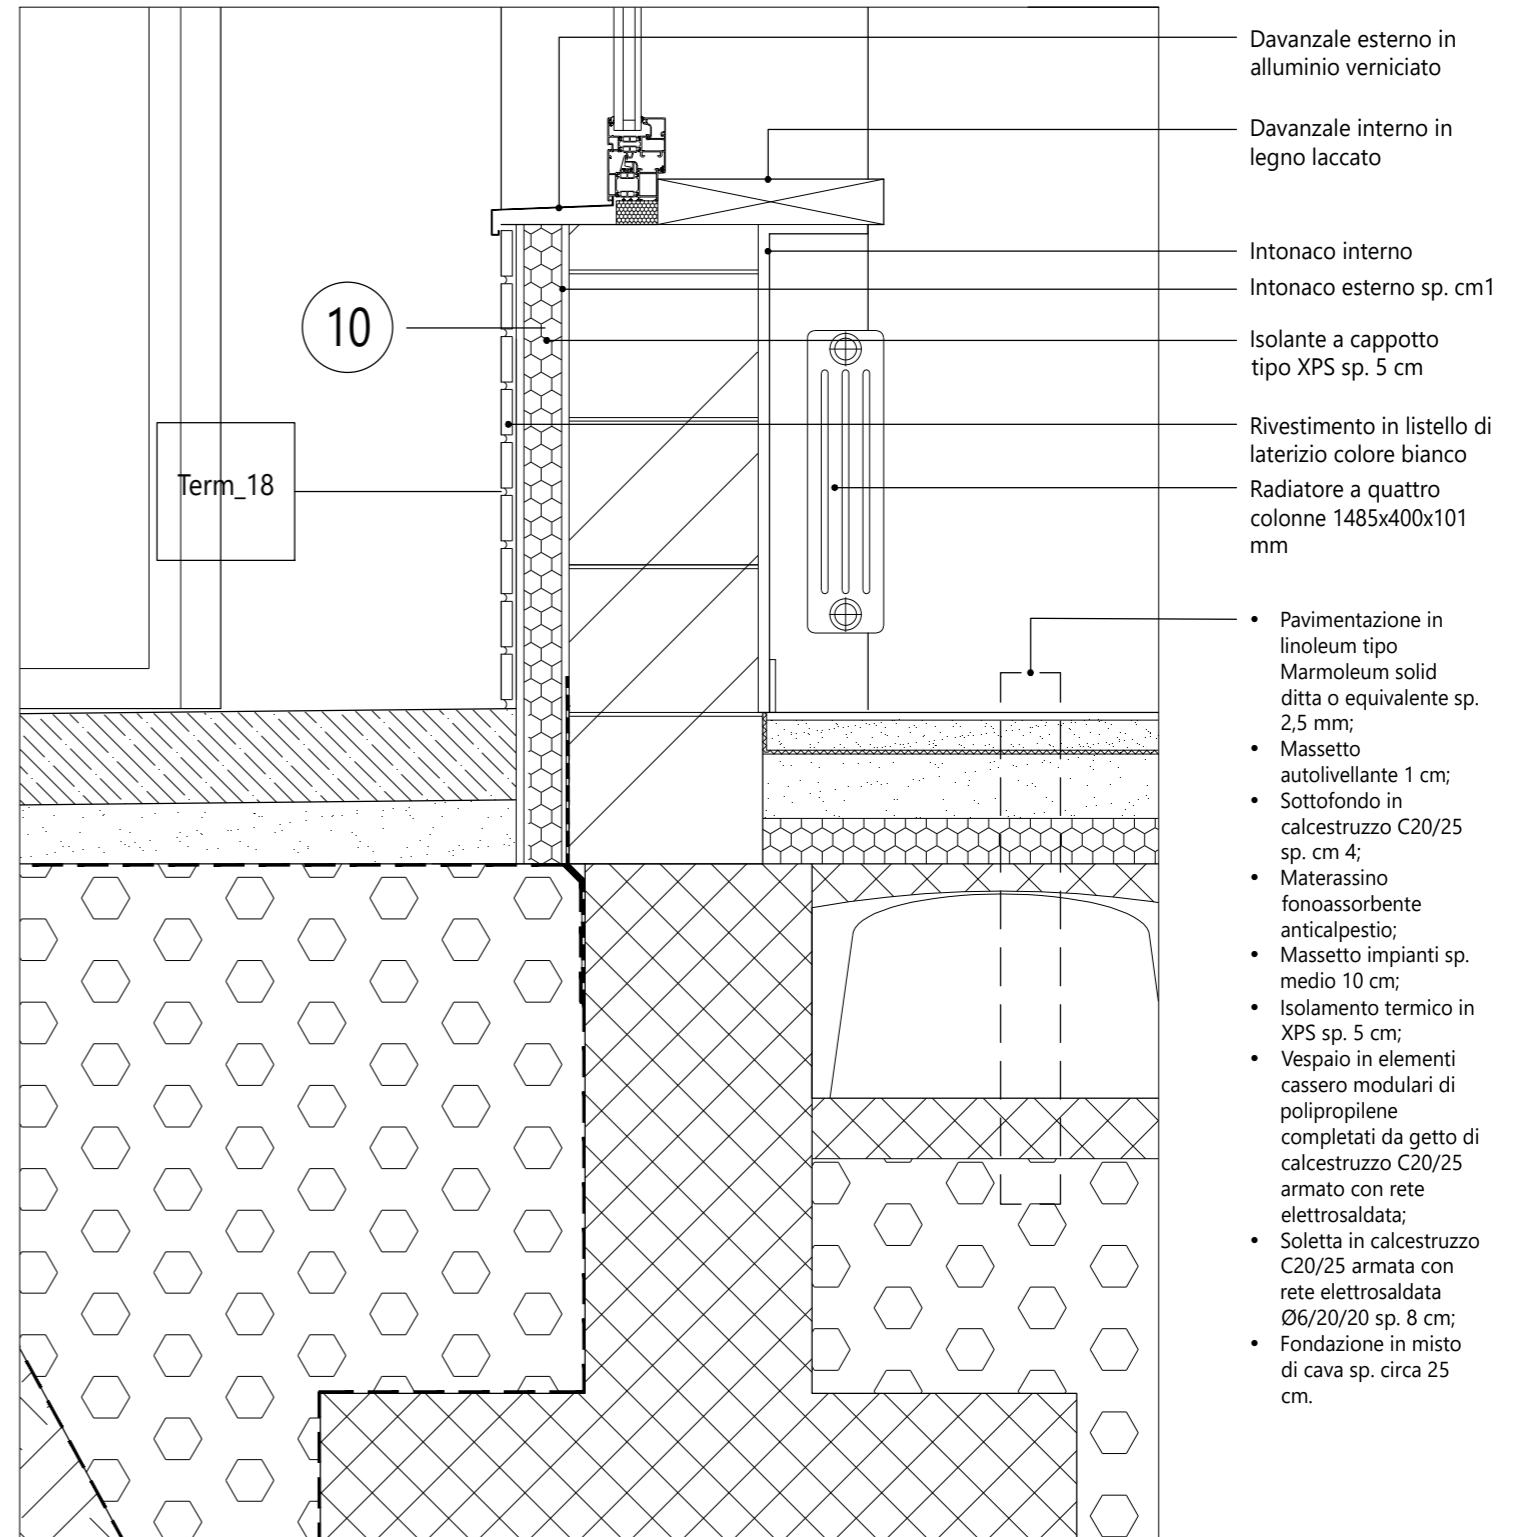 Davanzale esterno in
alluminio verniciato
Davanzale interno in
legno laccato
Intonaco interno
Intonaco esterno sp. cm1
10
Isolante a cappotto
tipo XPS sp. 5 cm
Rivestimento in listello di
laterizio colore bianco
Term_18
Radiatore a quattro
colonne 1485x400x101
mm
• Pavimentazione in
linoleum tipo
Marmoleum solid
ditta o equivalente sp.
2,5 mm;
• Massetto
autolivellante 1 cm;
• Sottofondo in
calcestruzzo C20/25
sp. cm 4;
• Materassino
fonoassorbente
anticalpestio;
• Massetto impianti sp.
medio 10 cm;
• Isolamento termico in
XPS sp. 5 cm;
• Vespaio in elementi
cassero modulari di
polipropilene
completati da getto di
calcestruzzo C20/25
armato con rete
elettrosaldata;
• Soletta in calcestruzzo
C20/25 armata con
rete elettrosaldata
Ø6/20/20 sp. 8 cm;
• Fondazione in misto
di cava sp. circa 25
cm.